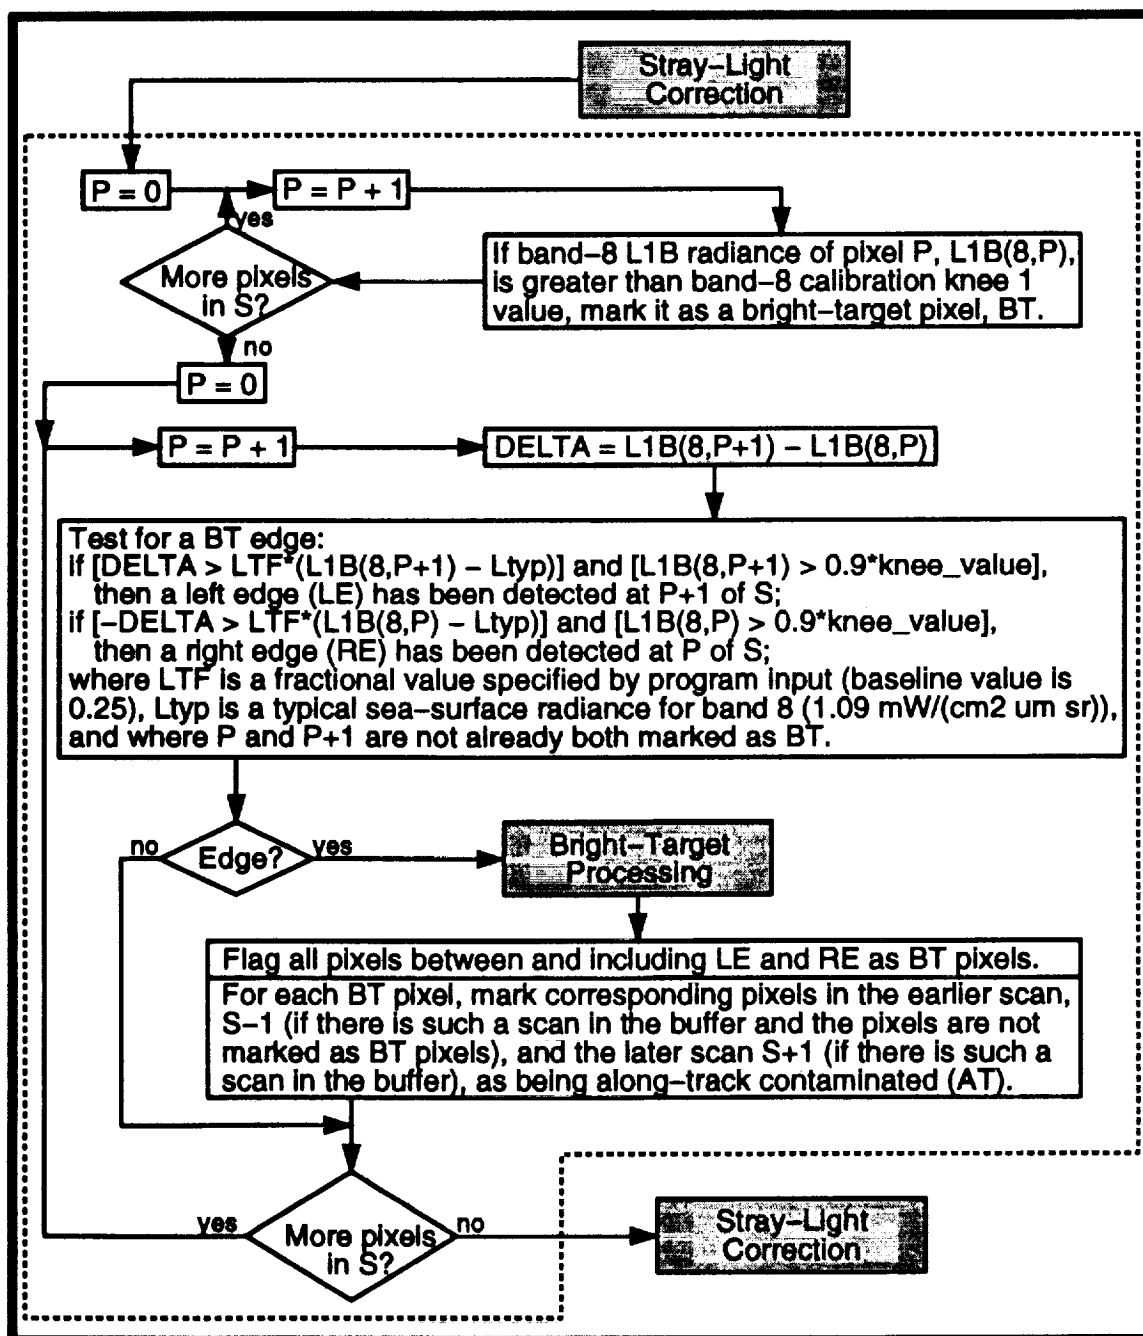 Stray-Light
Correction
P = 0
P = P + 1
yes
If band-8 L1B radiance of pixel P, L1B(8,P),
is greater than band-8 calibration knee 1
value, mark it as a bright-target pixel, BT.
More pixels
in S?
no
P = 0
P = P + 1
DELTA = L1B(8,P+1) - L1B(8,P)
Test for a BT edge:
if [DELTA > LTF*(L1B(8,P+1) - Ltyp)] and [L1B(8,P+1) > 0.9*knee_value],
then a left edge (LE) has been detected at P+1 of S;
if [-DELTA > LTF*(L1B(8,P) - Ltyp)] and [L1B(8,P) > 0.9*knee_value],
then a right edge (RE) has been detected at P of S;
where LTF is a fractional value specified by program input (baseline value is
0.25), Ltyp is a typical sea-surface radiance for band 8 (1.09 mW/(cm2 um sr)),
and where P and P+1 are not already both marked as BT.
no
Edge?
yes
Bright-Target
Processing
Flag all pixels between and including LE and RE as BT pixels.
For each BT pixel, mark corresponding pixels in the earlier scan,
S-1 (if there is such a scan in the buffer and the pixels are not
marked as BT pixels), and the later scan S+1 (if there is such a
scan in the buffer), as being along-track contaminated (AT).
yes
More pixels
in S?
no
Stray-Light
Correction